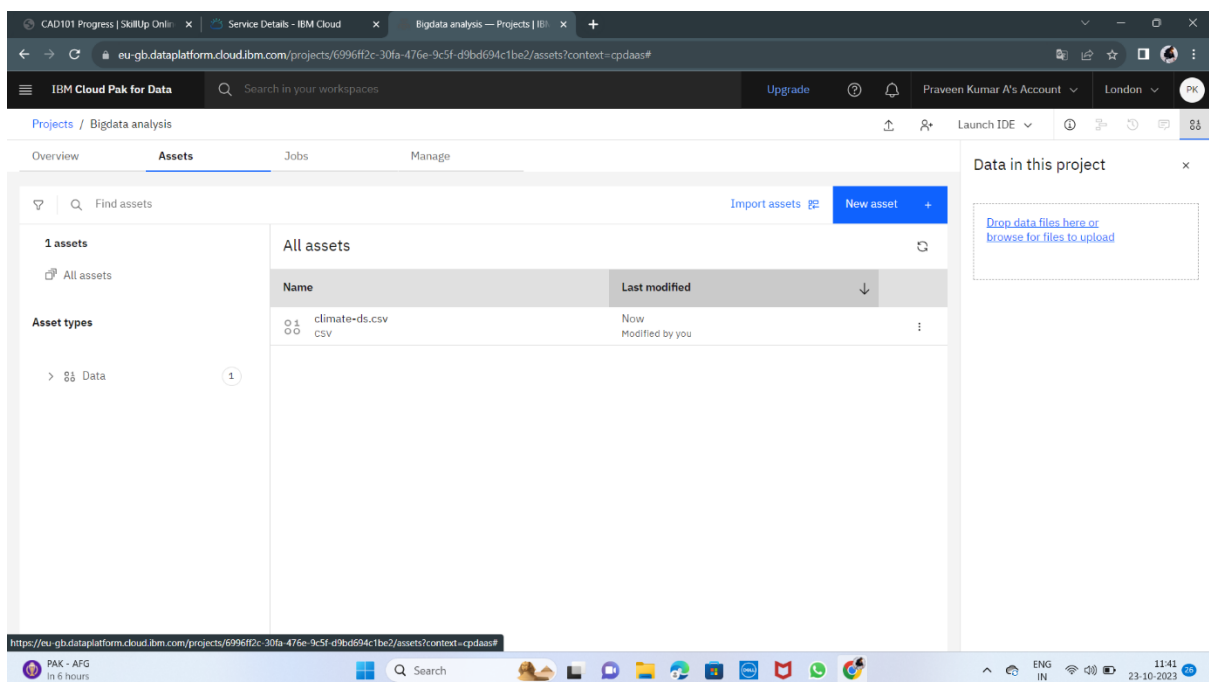 CAD101 Progress | SkillUp Onlin
Service Details - IBM Cloud
Bigdata analysis — Projects | IBM
eu-gb.dataplatform.cloud.ibm.com/projects/6996ff2c-30fa-476e-9c5f-d9bd694c1be2/assets?context=cpdaas#
IBM Cloud Pak for Data
Search in your workspaces
Upgrade
Praveen Kumar A's Account
London
PK
Projects / Bigdata analysis
Launch IDE
Overview
Assets
Jobs
Manage
Data in this project
Find assets
Import assets
New asset +
Drop data files here or
browse for files to upload
1 assets
All assets
All assets
Name
Last modified
Asset types
climate-ds.csv
CSV
Now
Modified by you
Data
1
https://eu-gb.dataplatform.cloud.ibm.com/projects/6996ff2c-30fa-476e-9c5f-d9bd694c1be2/assets?context=cpdaas#
PAK - AFG
In 6 hours
Search
DELL
ENG
IN
11:41
23-10-2023
26